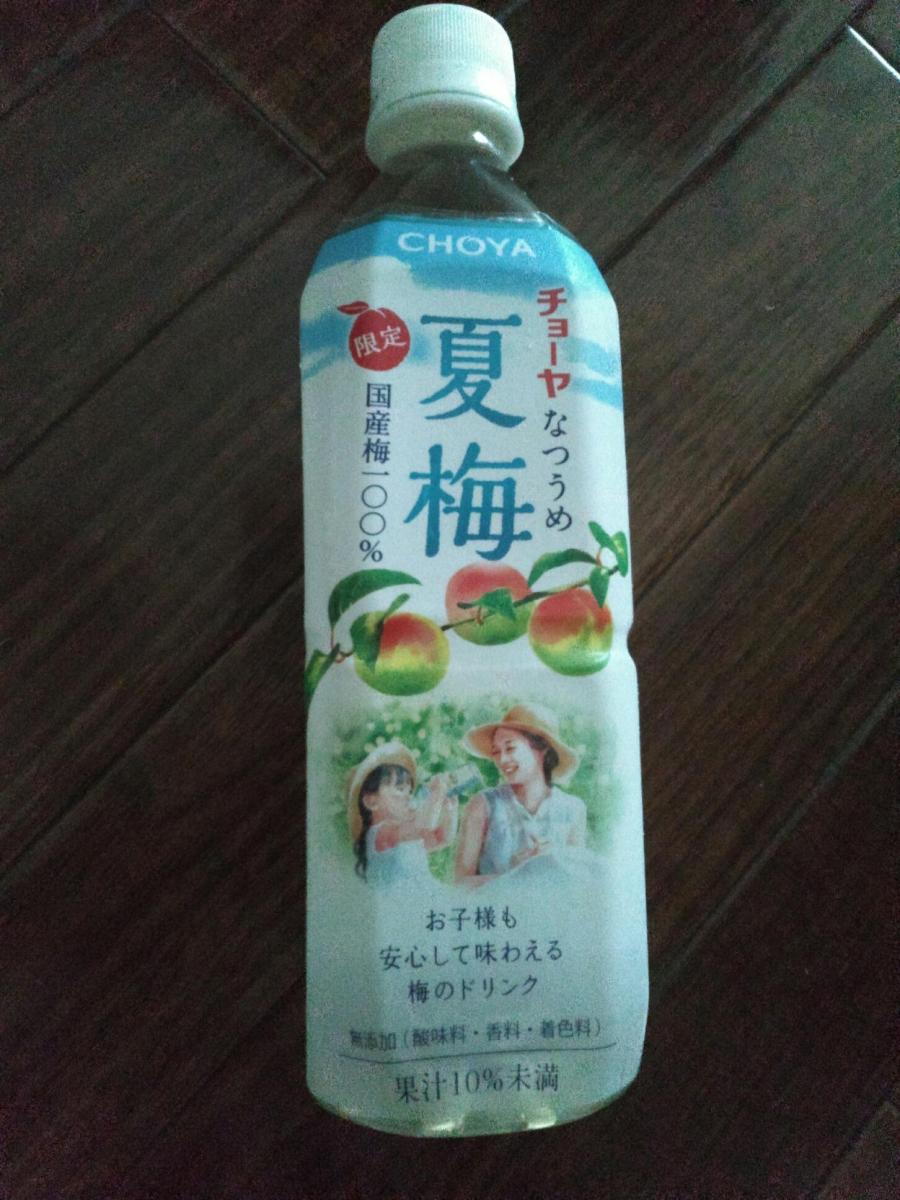 CHOYA
チョーヤ
なつうめ
夏梅
限定
国産梅一〇〇%
お子様も
安心して味わえる
梅のドリンク
無添加(酸味料・香料・着色料)
果汁10%未満